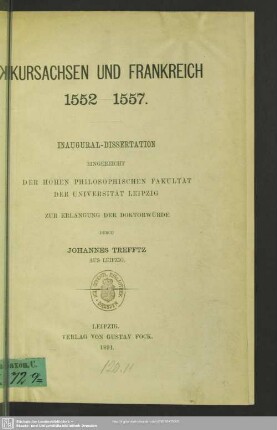 KURSACHSEN UND FRANKREICH
1552—1557.
INAUGURAL-DISSERTATION
EINGEREICHT
DER HOHEN PHILOSOPHISCHEN FAKULTÄT
DER UNIVERSITÄT LEIPZIG
ZUR ERLANGUNG DER DOKTORWÜRDE
DURCH
JOHANNES TREFFTZ
AUS LEIPZIG.
LEIPZIG.
VERLAG VON GUSTAV FOCK.
1891.